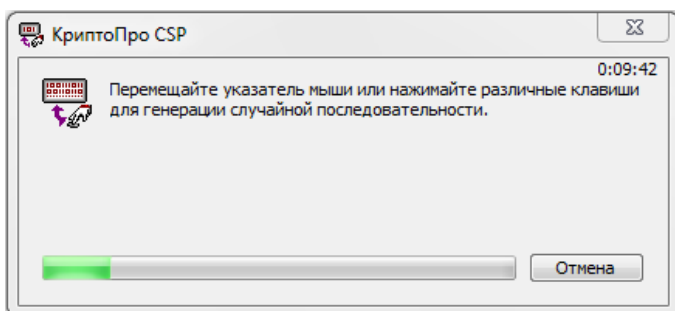 КриптоПро CSP
0:09:42
Перемещайте указатель мыши или нажимайте различные клавиши
для генерации случайной последовательности.
Отмена